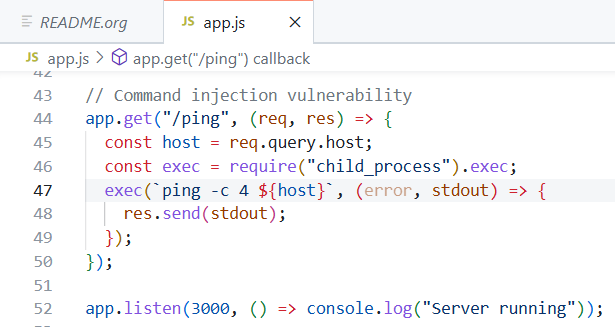 README.org
JS app.js ×
JS app.js > app.get("/ping") callback
42
43 // Command injection vulnerability
44 app.get("/ping", (req, res) => {
45   const host = req.query.host;
46   const exec = require("child_process").exec;
47   exec(`ping -c 4 ${host}`, (error, stdout) => {
48     res.send(stdout);
49   });
50 });
51
52 app.listen(3000, () => console.log("Server running"));